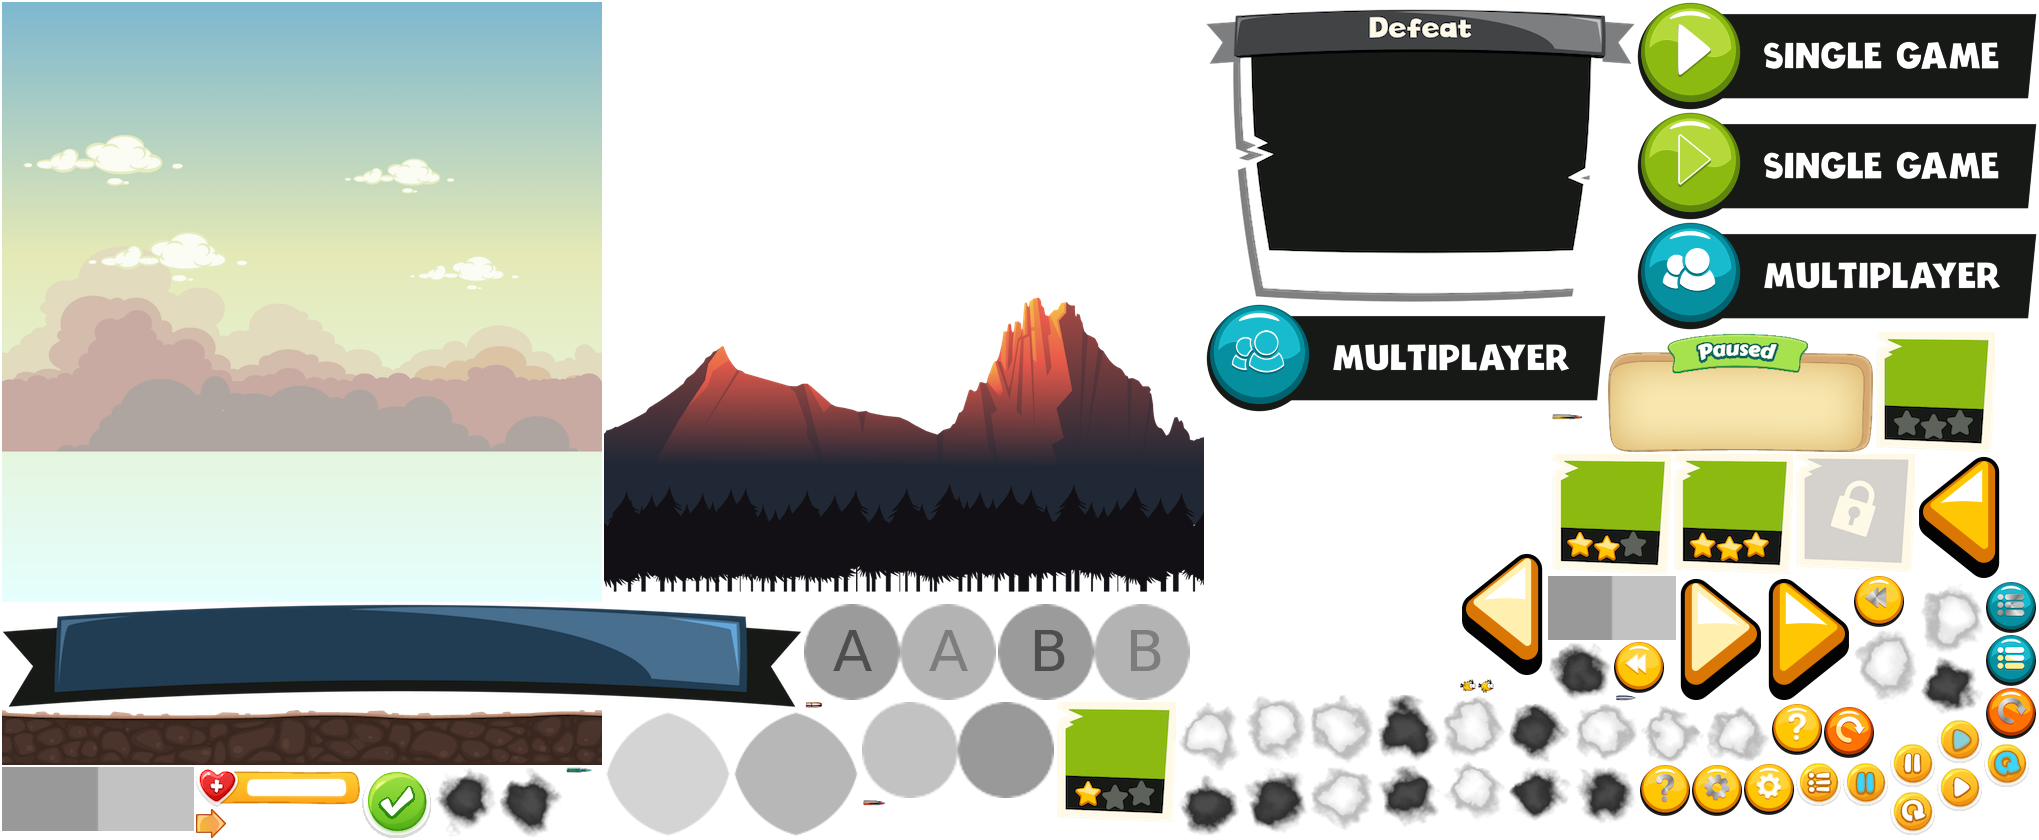 Defeat
SINGLE GAME
SINGLE GAME
MULTIPLAYER
MULTIPLAYER
Paused
A A B B
?
?